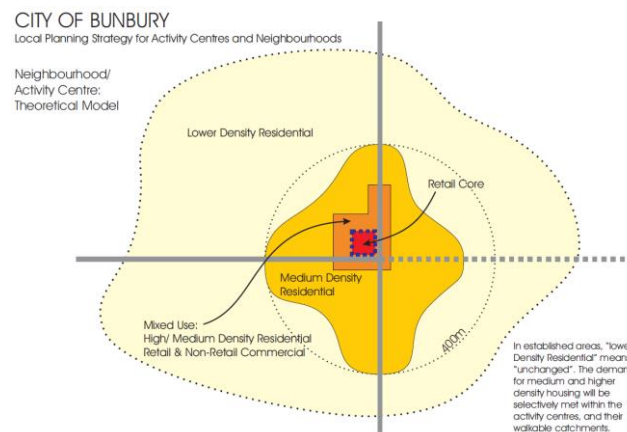 CITY OF BUNBURY
Local Planning Strategy for Activity Centres and Neighbourhoods
Neighbourhood/
Activity Centre:
Theoretical Model
Lower Density Residential
Retail Core
Medium Density
Residential
Mixed Use:
High/ Medium Density Residential
Retail & Non-Retail Commercial
400m
In established areas, "lowe
Density Residential" means
"unchanged". The deman
for medium and higher
density housing will be
selectively met within the
activity centres, and their
walkable catchments.